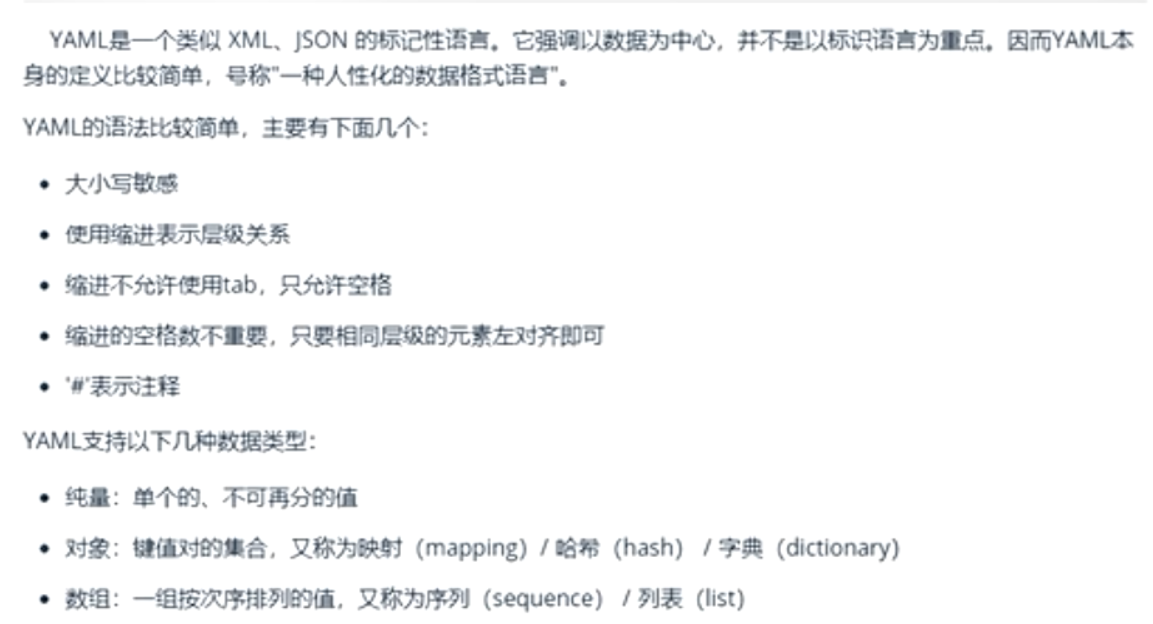 YAML是一个类似 XML、JSON 的标记性语言。它强调以数据为中心，并不是以标识语言为重点。因而YAML本
身的定义比较简单，号称"一种人性化的数据格式语言"。
YAML的语法比较简单，主要有下面几个：
• 大小写敏感
• 使用缩进表示层级关系
• 缩进不允许使用tab，只允许空格
• 缩进的空格数不重要，只要相同层级的元素左对齐即可
• '#'表示注释
YAML支持以下几种数据类型：
• 纯量：单个的、不可再分的值
• 对象：键值对的集合，又称为映射（mapping）/ 哈希（hash） / 字典（dictionary）
• 数组：一组按次序排列的值，又称为序列（sequence） / 列表（list）